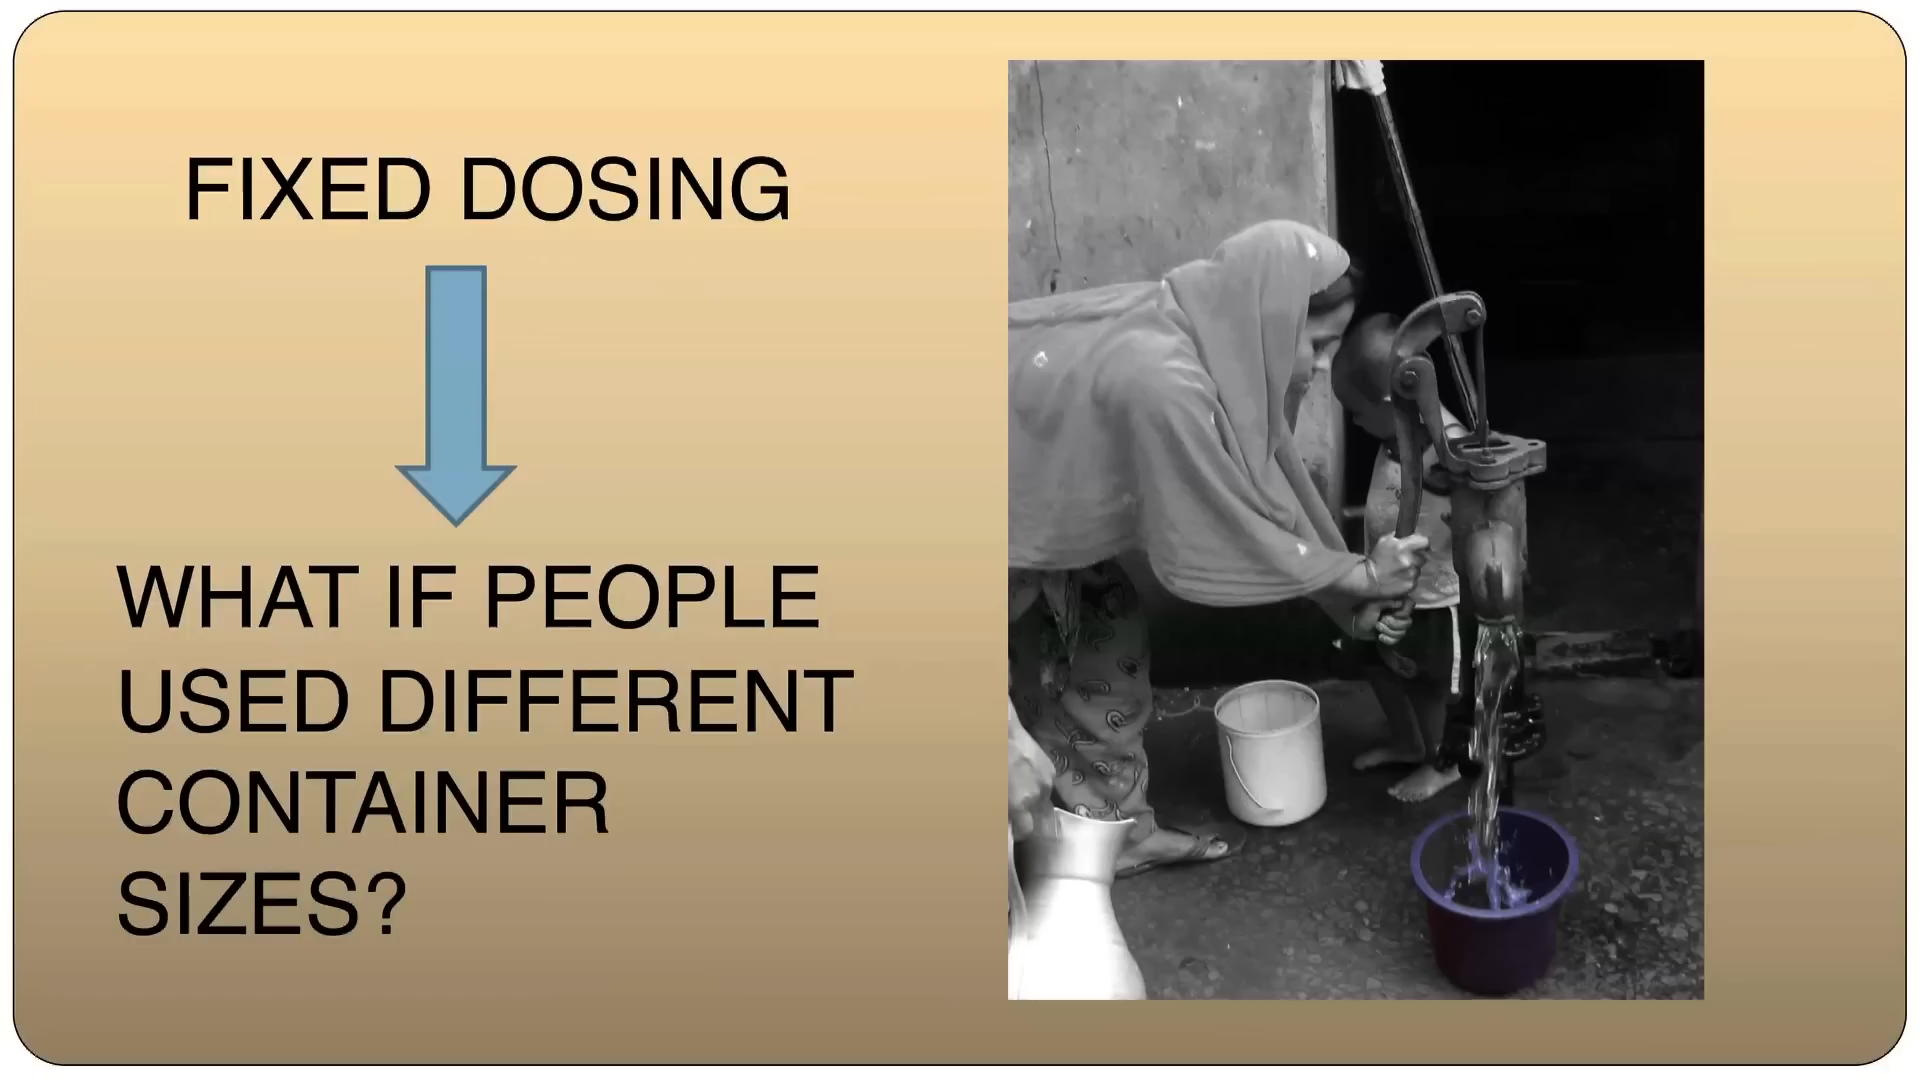 FIXED DOSING
WHAT IF PEOPLE
USED DIFFERENT
CONTAINER
SIZES?